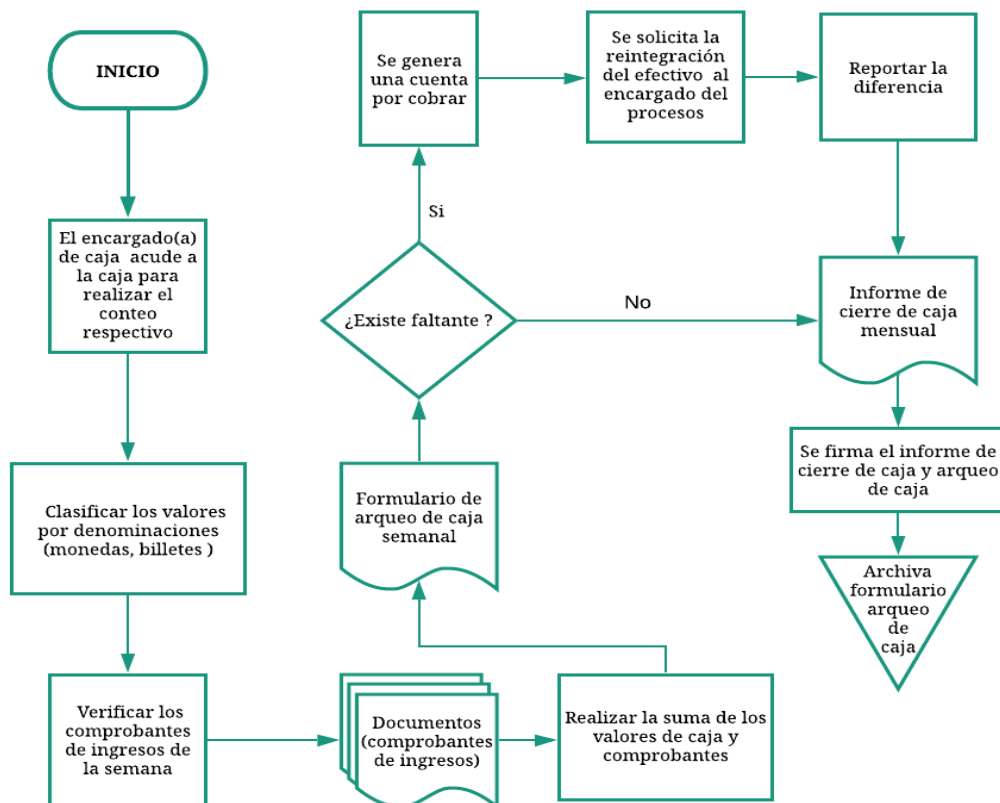 INICIO
El encargado(a)
de caja acude a
la caja para
realizar el
conteo
respectivo
Clasificar los valores
por denominaciones
(monedas, billetes )
Verificar los
comprobantes
de ingresos de
la semana
Documentos
(comprobantes
de ingresos)
Realizar la suma de los
valores de caja y
comprobantes
Formulario de
arqueo de caja
semanal
¿Existe faltante ?
Si
Se genera
una cuenta
por cobrar
Se solicita la
reintegración
del efectivo al
encargado del
procesos
Reportar la
diferencia
No
Informe de
cierre de caja
mensual
Se firma el informe de
cierre de caja y arqueo
de caja
Archiva
formulario
arqueo
de
caja